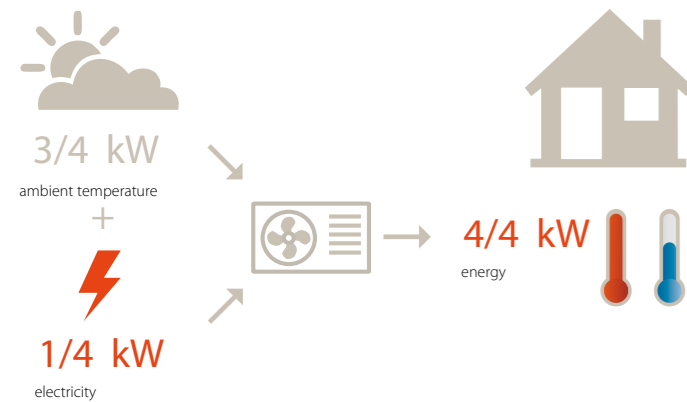 3/4 kW
ambient temperature
+
1/4 kW
electricity
4/4 kW
energy